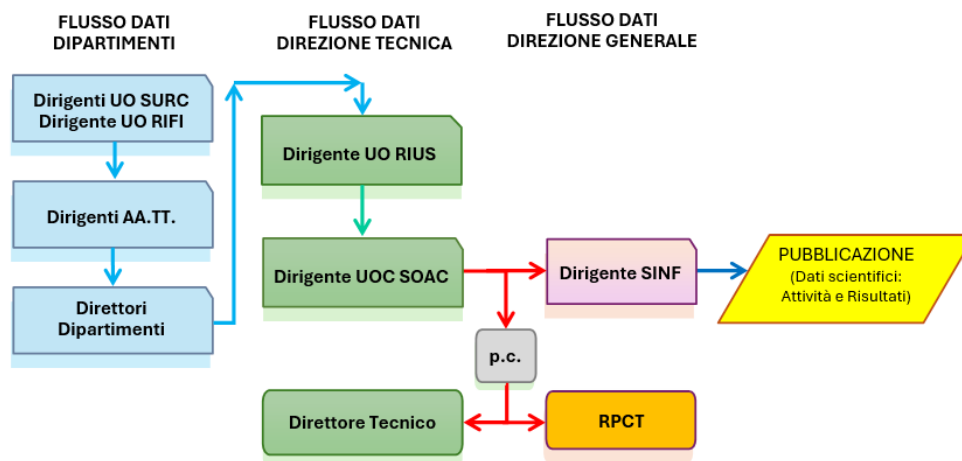 FLUSSO DATI
DIPARTIMENTI
FLUSSO DATI
DIREZIONE TECNICA
FLUSSO DATI
DIREZIONE GENERALE
Dirigenti UO SURC
Dirigente UO RIFI
Dirigente UO RIUS
Dirigenti AA.TT.
Dirigente UOC SOAC
Dirigente SINF
PUBBLICAZIONE
(Dati scientifici:
Attività e Risultati)
Direttori
Dipartimenti
p.c.
Direttore Tecnico
RPCT